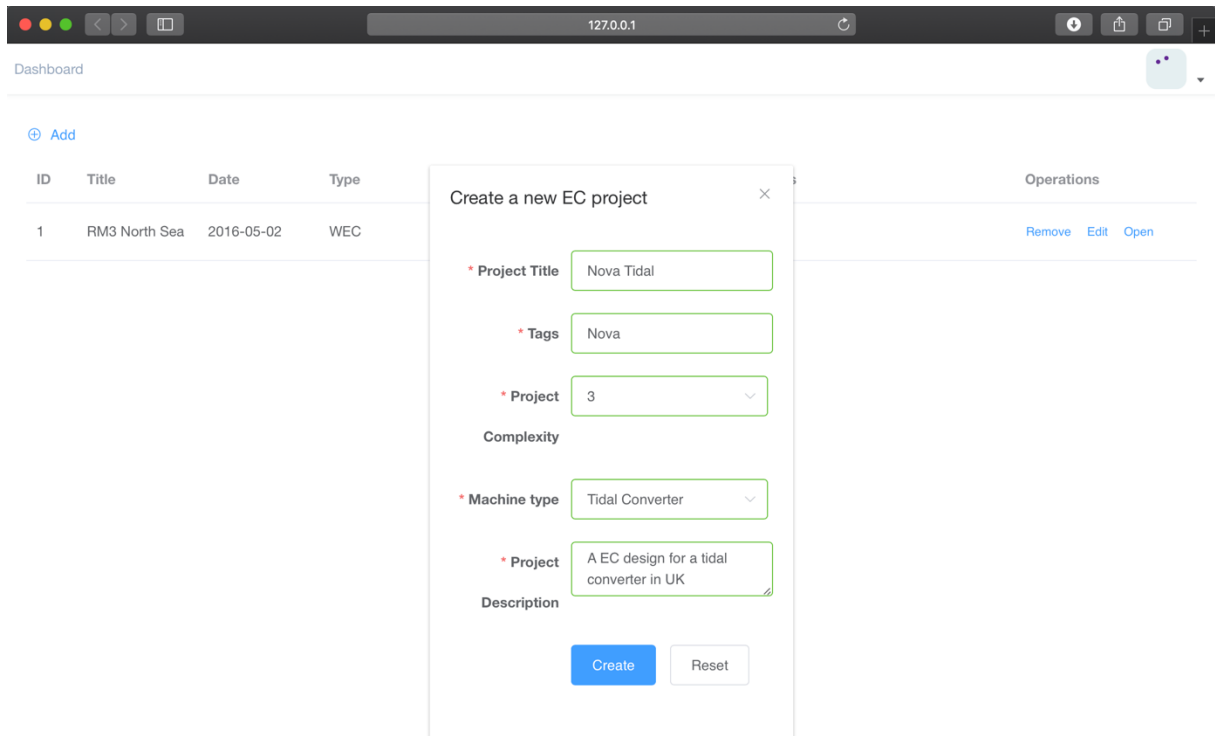 127.0.0.1
Dashboard
Add
ID Title Date Type Operations
1 RM3 North Sea 2016-05-02 WEC Remove Edit Open
Create a new EC project
* Project Title Nova Tidal
* Tags Nova
* Project 3
Complexity
* Machine type Tidal Converter
* Project A EC design for a tidal
converter in UK
Description
Create Reset